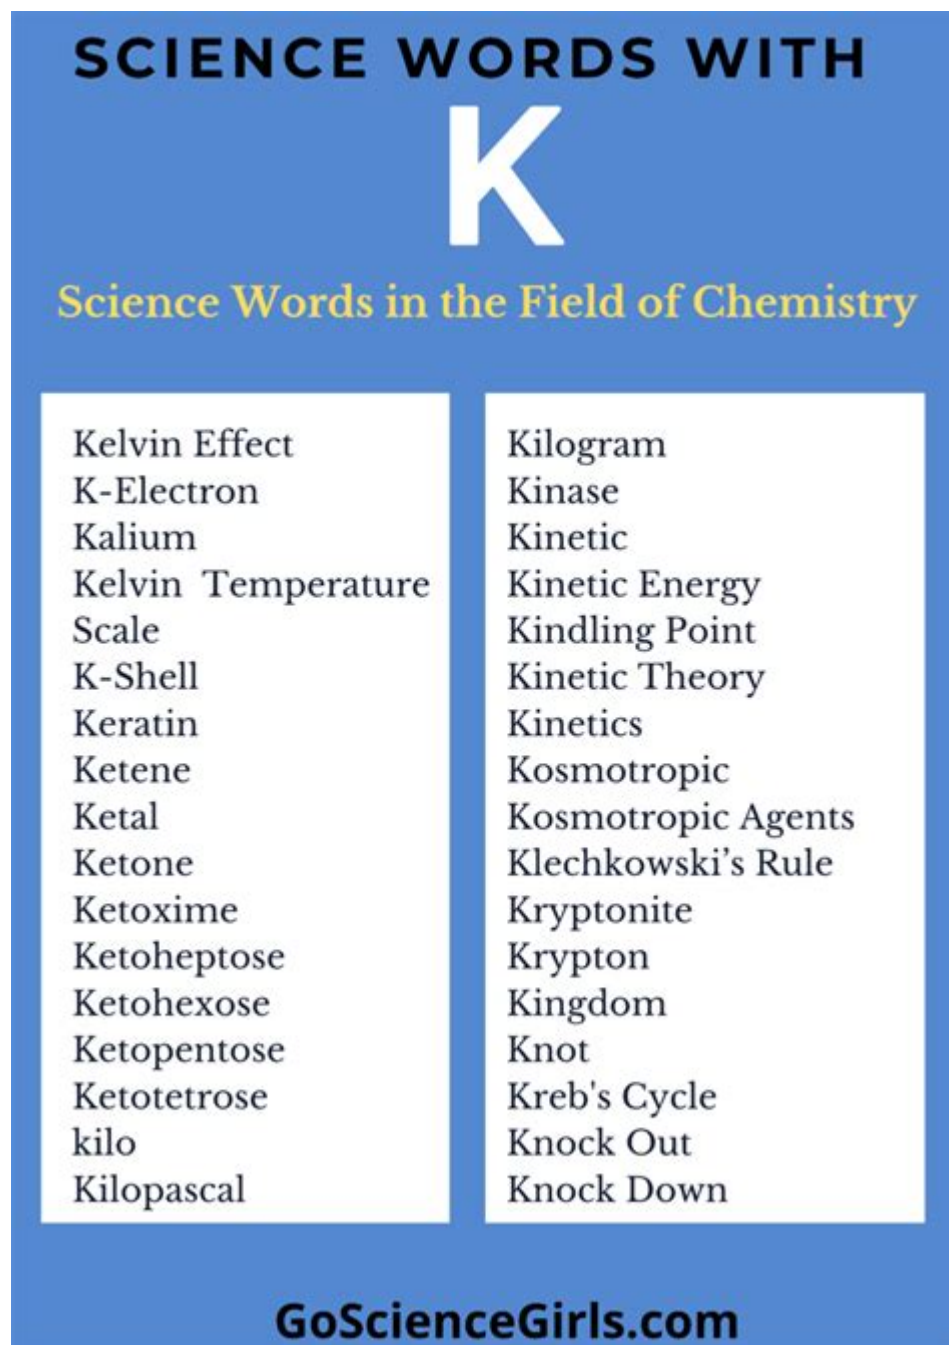 SCIENCE WORDS WITH
K
Science Words in the Field of Chemistry
Kelvin Effect
K-Electron
Kalium
Kelvin Temperature
Scale
K-Shell
Keratin
Ketene
Ketal
Ketone
Ketoxime
Ketoheptose
Ketohexose
Ketopentose
Ketotetrose
kilo
Kilopascal
Kilogram
Kinase
Kinetic
Kinetic Energy
Kindling Point
Kinetic Theory
Kinetics
Kosmotropic
Kosmotropic Agents
Klechkowski’s Rule
Kryptonite
Krypton
Kingdom
Knot
Kreb's Cycle
Knock Out
Knock Down
GoScienceGirls.com